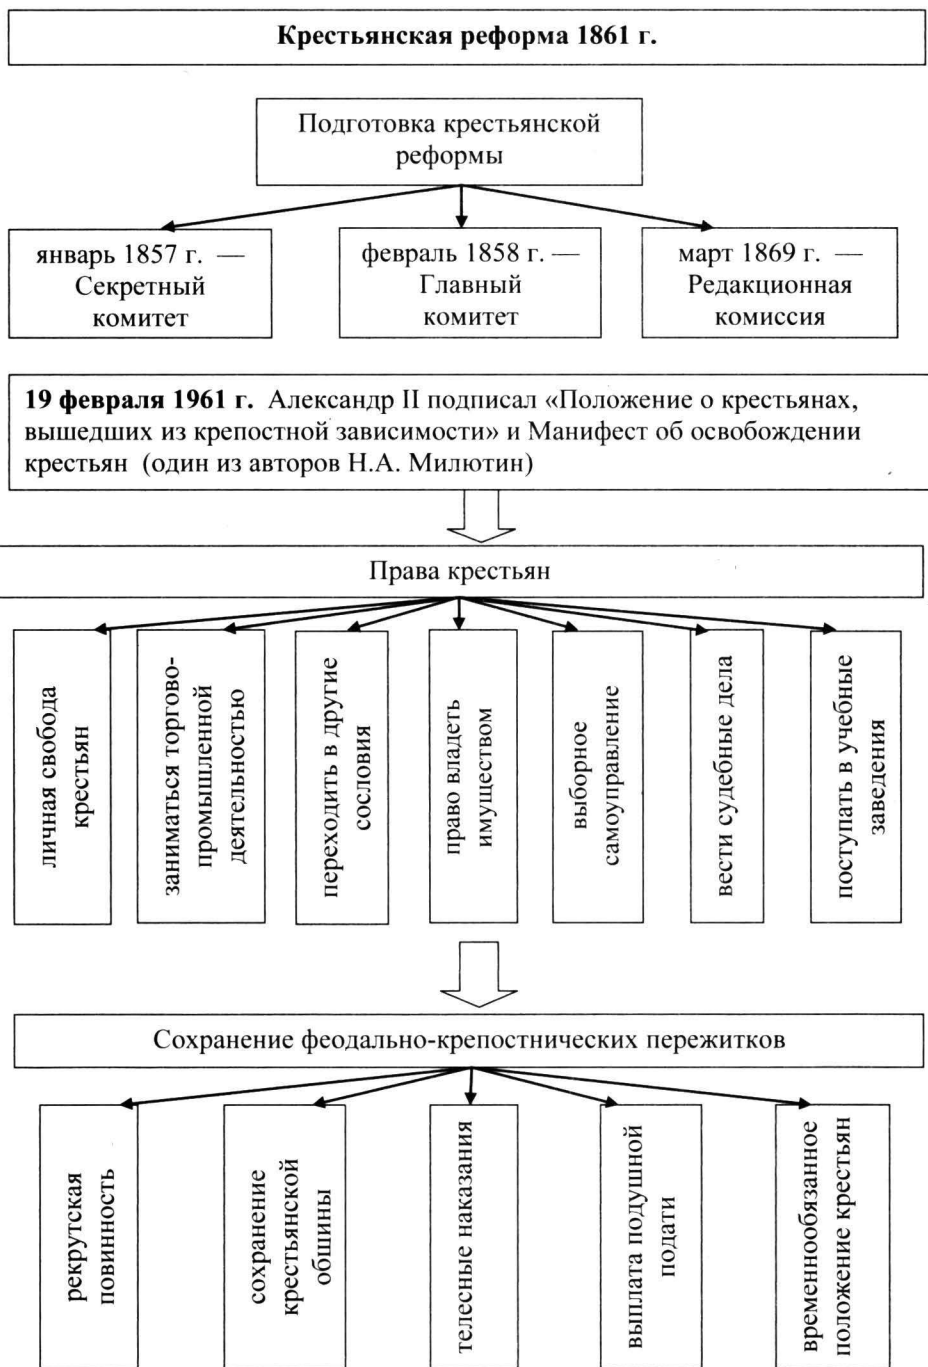 Крестьянская реформа 1861 г.
Подготовка крестьянской
реформы
январь 1857 г. —
Секретный
комитет
февраль 1858 г. —
Главный
комитет
март 1869 г. —
Редакционная
комиссия
19 февраля 1961 г. Александр II подписал «Положение о крестьянах,
вышедших из крепостной зависимости» и Манифест об освобождении
крестьян (один из авторов Н.А. Милютин)
Права крестьян
личная свобода
крестьян
заниматься торгово-
промышленной
деятельностью
переходить в другие
сословия
право владеть
имуществом
выборное
самоуправление
вести судебные дела
поступать в учебные
заведения
Сохранение феодально-крепостнических пережитков
рекрутская
повинность
сохранение
крестьянской
общины
телесные наказания
выплата подушной
подати
временнообязанное
положение крестьян